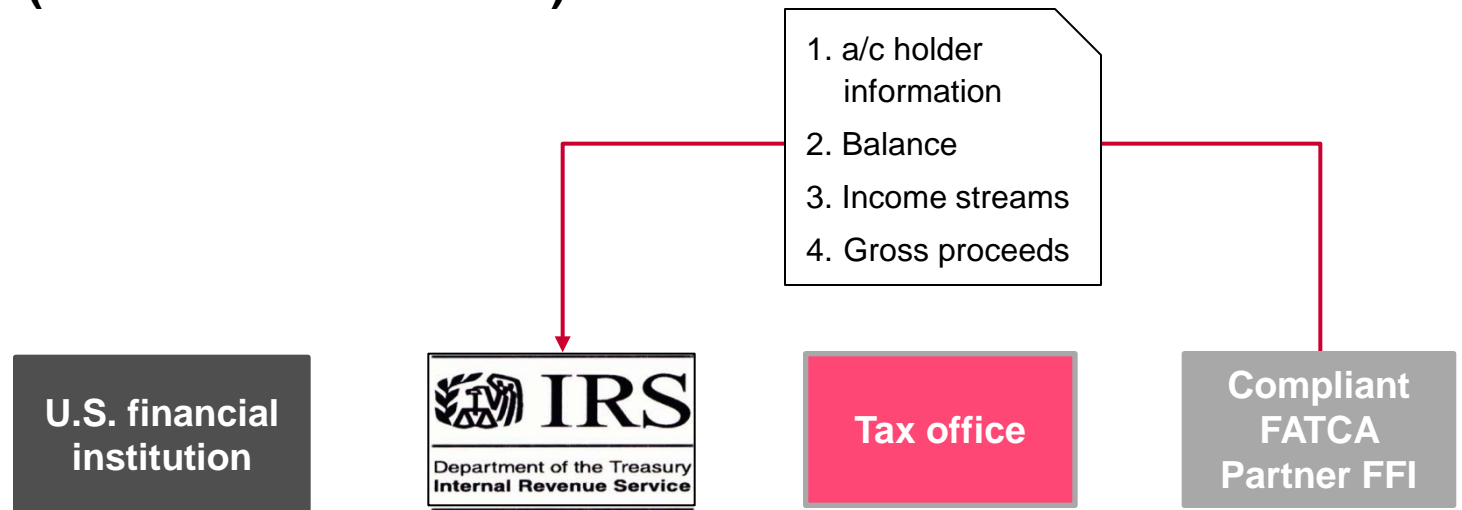 1. a/c holder
information
2. Balance
3. Income streams
4. Gross proceeds
U.S. financial
institution
IRS
Department of the Treasury
Internal Revenue Service
Tax office
Compliant
FATCA
Partner FFI